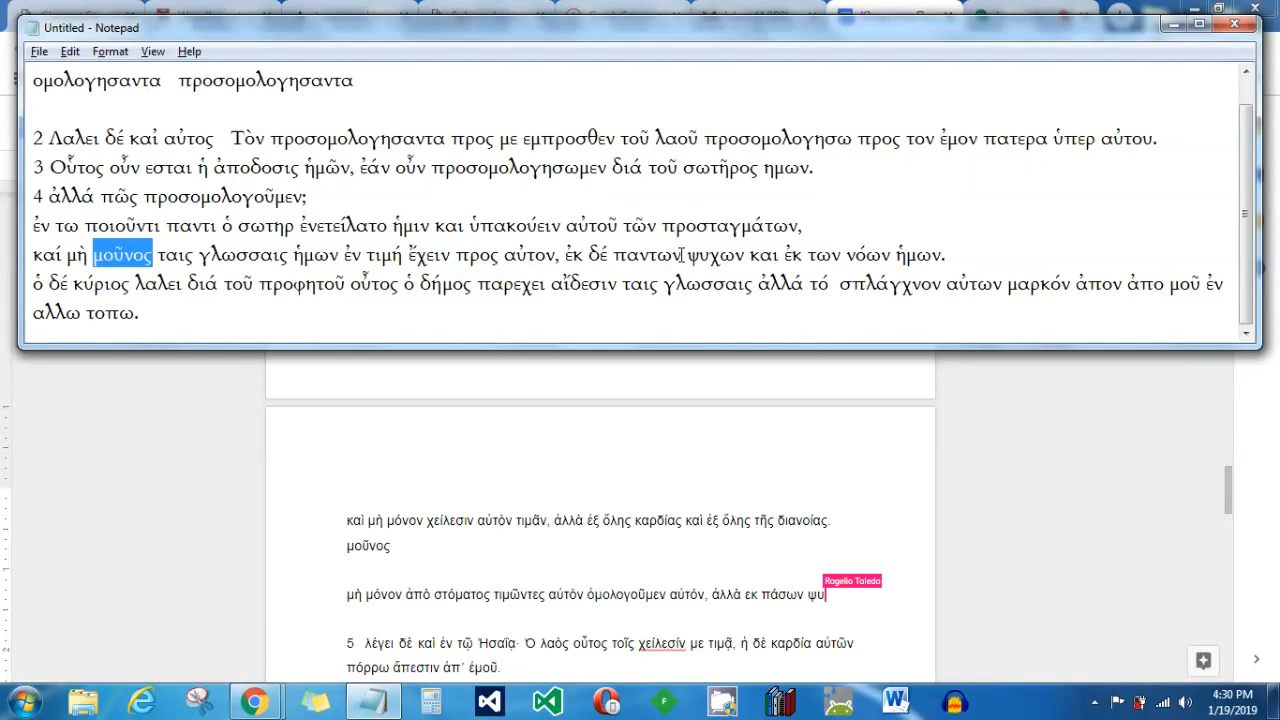 Untitled - Notepad
File Edit Format View Help
ομολογησαντα προσομολογησαντα
2 Λαλει δέ καἰ αὐτος Τὸν προσομολογησαντα προς με εμπροσθεν τοῦ λαοῦ προσομολογησω προς τον ἐμον πατερα ὑπερ αὐτου.
3 Οὗτος οὖν εσται ἡ ἀποδοσις ἡμῶν, ἐάν οὖν προσομολογησωμεν διά τοῦ σωτῆρος ημων.
4 ἀλλά πῶς προσομολογοῦμεν;
ἐν τω ποιοῦντι παντι ὁ σωτηρ ἐνετείλατο ἡμιν και ὑπακούειν αὐτοῦ τῶν προσταγμάτων,
καί μὴ μοῦνος ταις γλωσσαις ἡμων ἐν τιμή ἔχειν προς αὐτον, ἐκ δέ παντων ψυχων και ἐκ των νόων ἡμων.
ὁ δέ κύριος λαλει διά τοῦ προφητοῦ οὗτος ὁ δήμος παρεχει αἴδεσιν ταις γλωσσαις ἀλλά τό σπλάγχνον αὐτων μαρκόν ἀπον ἀπο μοῦ ἐν
αλλω τοπω.
καὶ μὴ μόνον χείλεσιν αὐτὸν τιμᾶν, ἀλλὰ ἐξ ὅλης καρδίας καὶ ἐξ ὅλης τῆς διανοίας.
μοῦνος
Rogelio Toledo
μὴ μόνον ἀπὸ στόματος τιμῶντες αὐτόν ὁμολογοῦμεν αὐτόν, ἀλλὰ εκ πάσων ψυ
5 λέγει δὲ καὶ ἐν τῷ Ἠσαΐᾳ· Ὁ λαὸς οὗτος τοῖς χείλεσίν με τιμᾷ, ἡ δὲ καρδία αὐτῶν
πόρρω ἄπεστιν ἀπ' ἐμοῦ.
4:30 PM
1/19/2019